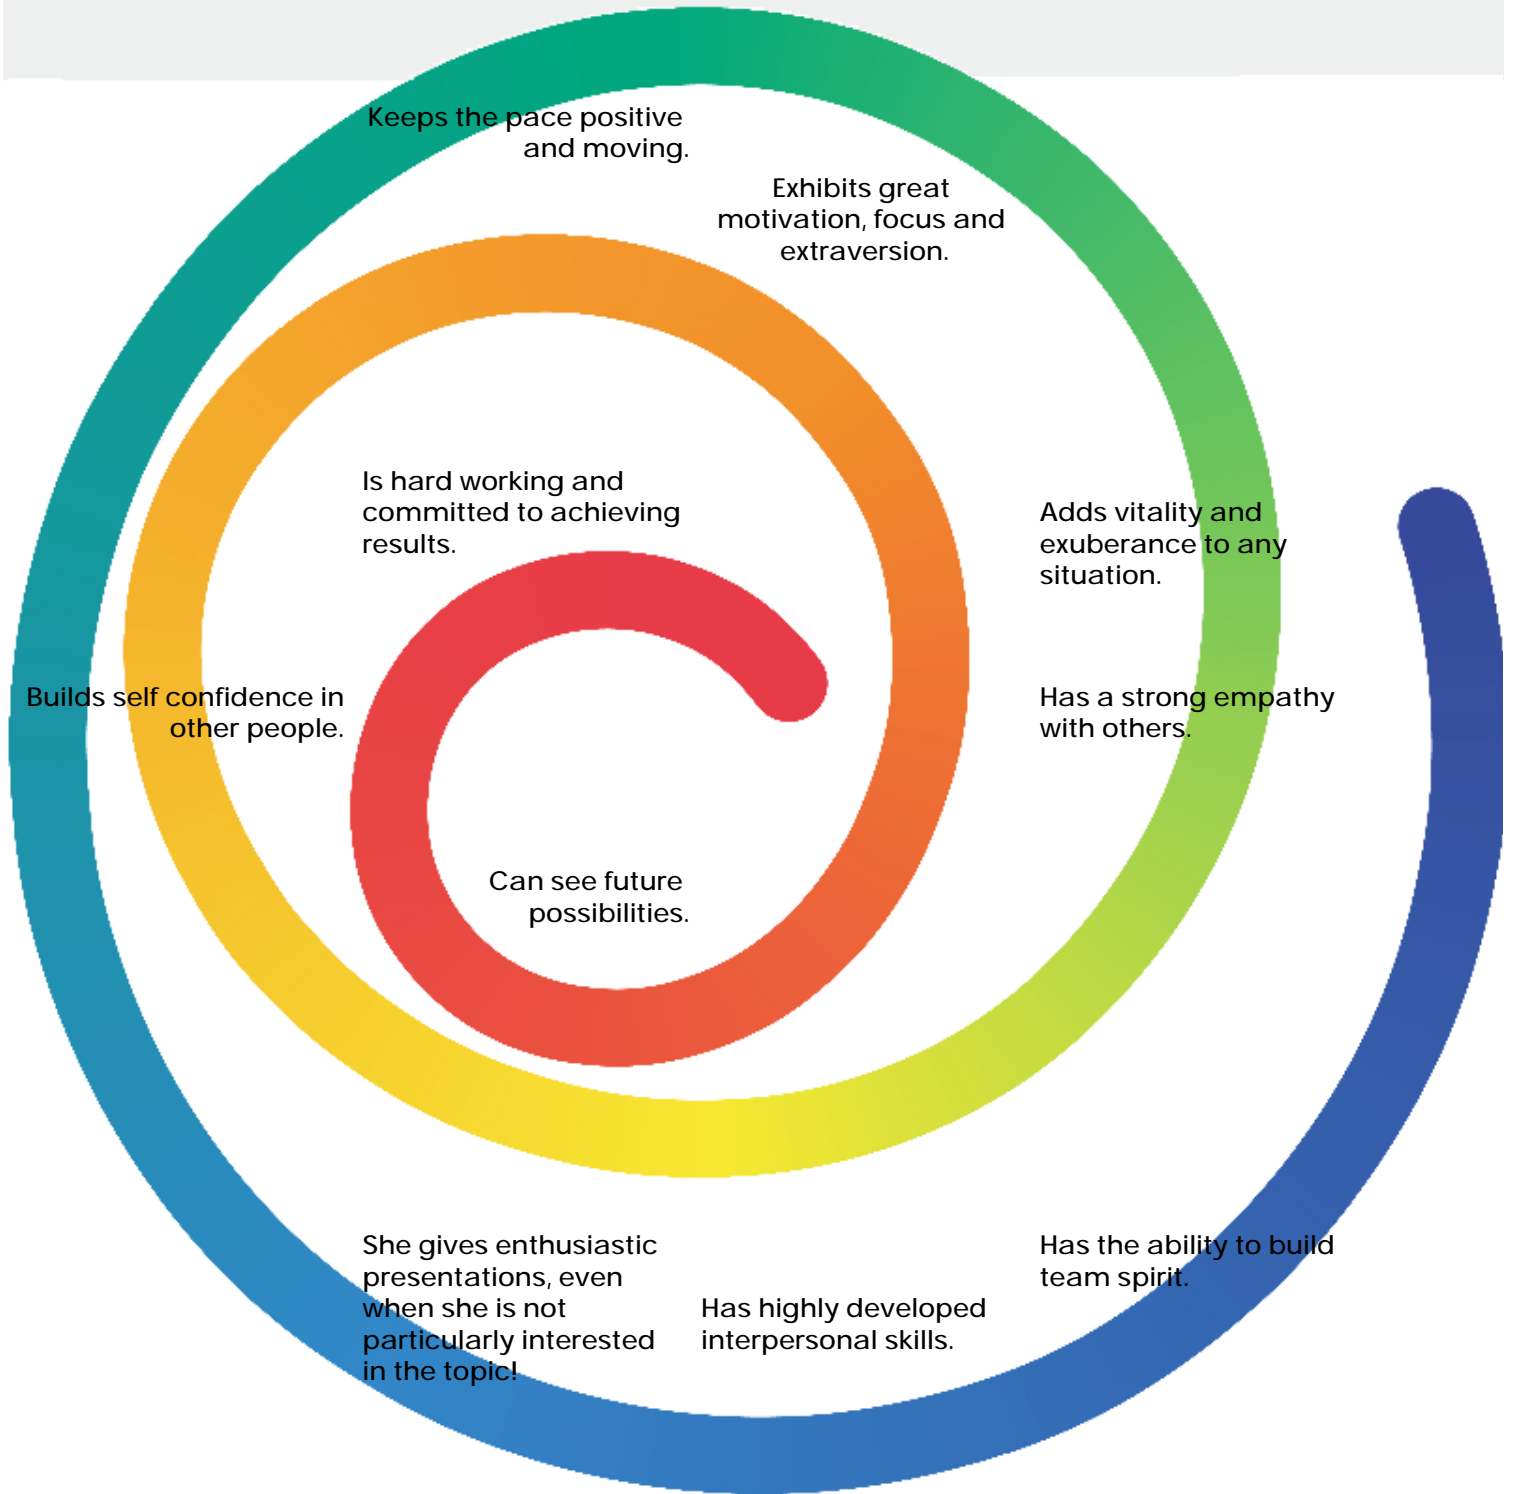 Keeps the pace positive
and moving.
Exhibits great
motivation, focus and
extraversion.
Is hard working and
committed to achieving
results.
Adds vitality and
exuberance to any
situation.
Builds self confidence in
other people.
Has a strong empathy
with others.
Can see future
possibilities.
She gives enthusiastic
presentations, even
when she is not
particularly interested
in the topic!
Has highly developed
interpersonal skills.
Has the ability to build
team spirit.